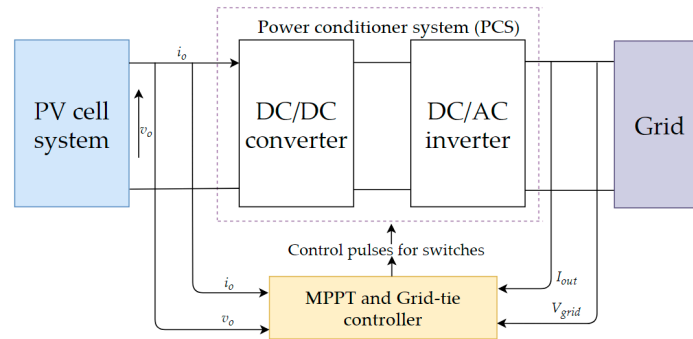 Power conditioner system (PCS)
i_o
PV cell
system
v_o
DC/DC
converter
DC/AC
inverter
Grid
Control pulses for switches
i_o
I_out
MPPT and Grid-tie
controller
v_o
V_grid